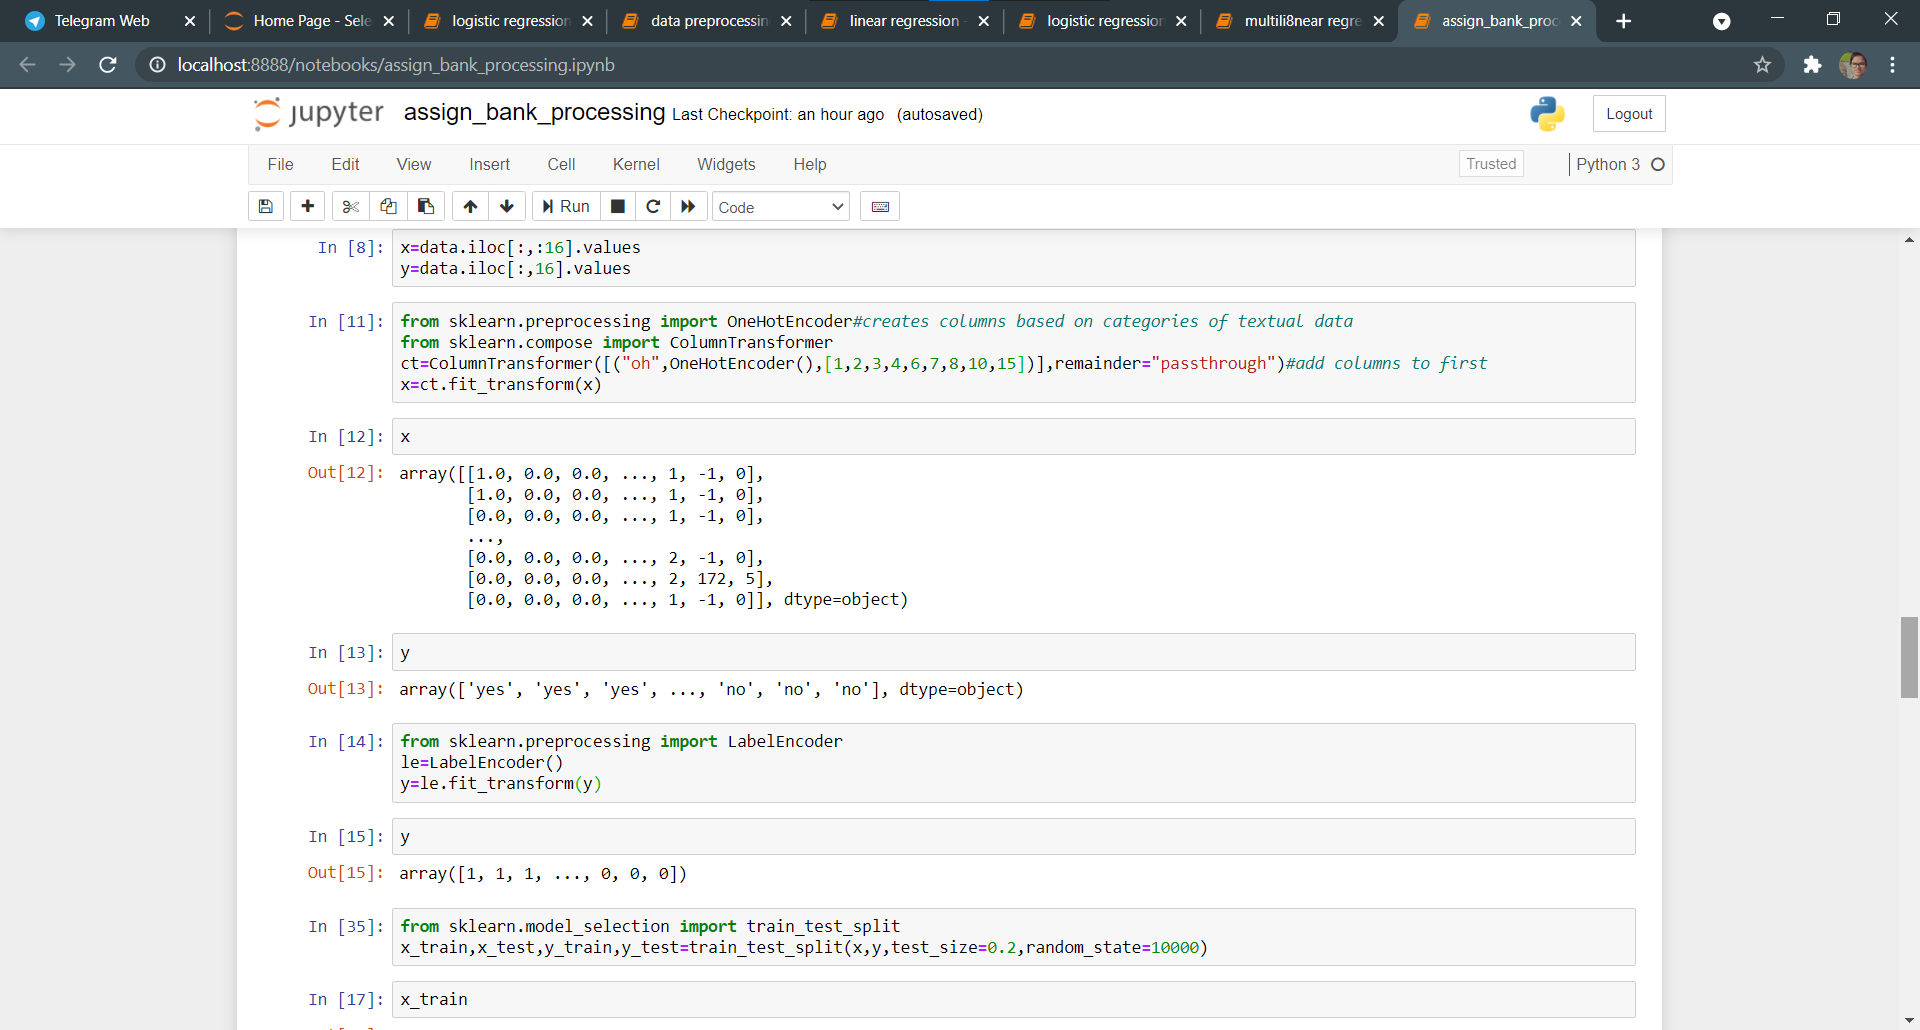 Telegram Web
Home Page - Sele
logistic regression
data preprocessin
linear regression -
logistic regression
multili8near regre
assign_bank_proc
localhost:8888/notebooks/assign_bank_processing.ipynb
jupyter assign_bank_processing Last Checkpoint: an hour ago (autosaved)
Logout
File Edit View Insert Cell Kernel Widgets Help
Trusted
Python 3
Run
Code
In [8]: x=data.iloc[:,:16].values
y=data.iloc[:,16].values
In [11]: from sklearn.preprocessing import OneHotEncoder#creates columns based on categories of textual data
from sklearn.compose import ColumnTransformer
ct=ColumnTransformer([("oh",OneHotEncoder(),[1,2,3,4,6,7,8,10,15])],remainder="passthrough")#add columns to first
x=ct.fit_transform(x)
In [12]: x
Out[12]: array([[1.0, 0.0, 0.0, ..., 1, -1, 0],
[1.0, 0.0, 0.0, ..., 1, -1, 0],
[0.0, 0.0, 0.0, ..., 1, -1, 0],
...,
[0.0, 0.0, 0.0, ..., 2, -1, 0],
[0.0, 0.0, 0.0, ..., 2, 172, 5],
[0.0, 0.0, 0.0, ..., 1, -1, 0]], dtype=object)
In [13]: y
Out[13]: array(['yes', 'yes', 'yes', ..., 'no', 'no', 'no'], dtype=object)
In [14]: from sklearn.preprocessing import LabelEncoder
le=LabelEncoder()
y=le.fit_transform(y)
In [15]: y
Out[15]: array([1, 1, 1, ..., 0, 0, 0])
In [35]: from sklearn.model_selection import train_test_split
x_train,x_test,y_train,y_test=train_test_split(x,y,test_size=0.2,random_state=10000)
In [17]: x_train